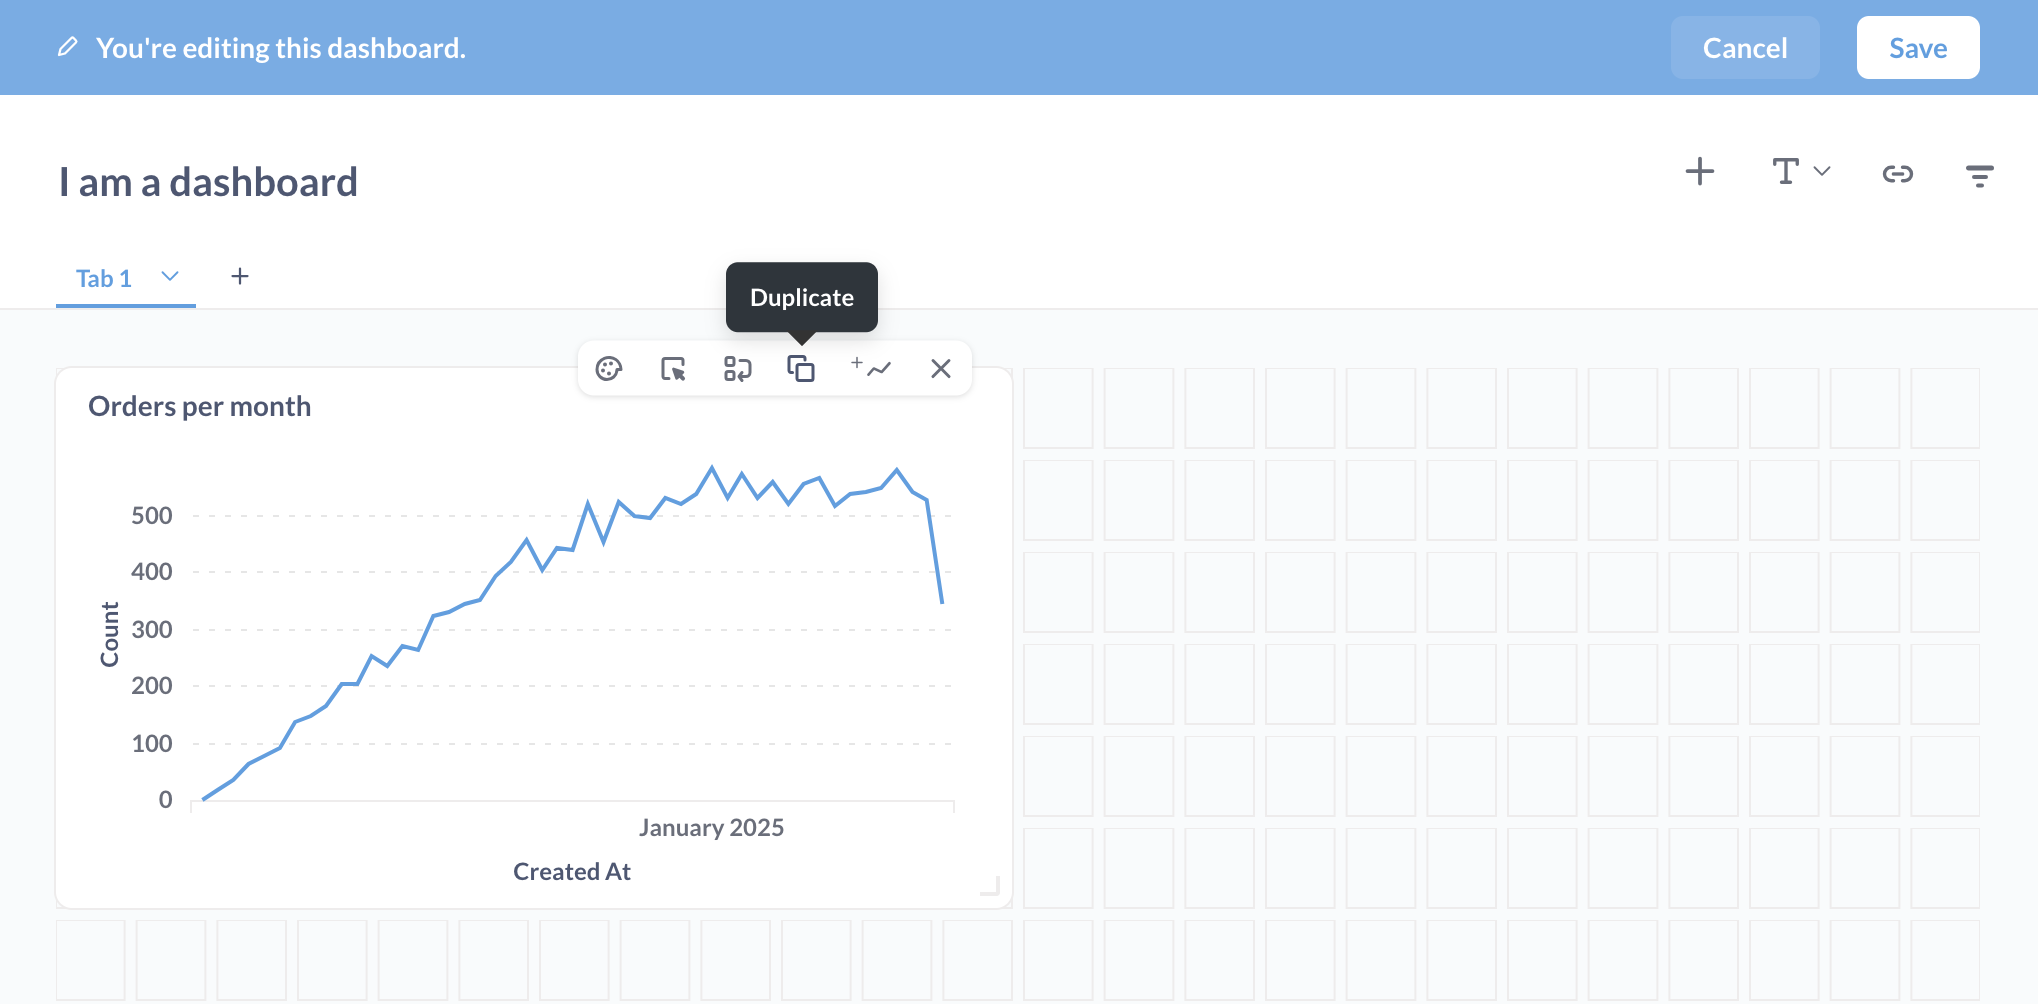 You're editing this dashboard.
Cancel
Save
I am a dashboard
Tab 1
Duplicate
Orders per month
500
400
300
200
100
0
Count
January 2025
Created At